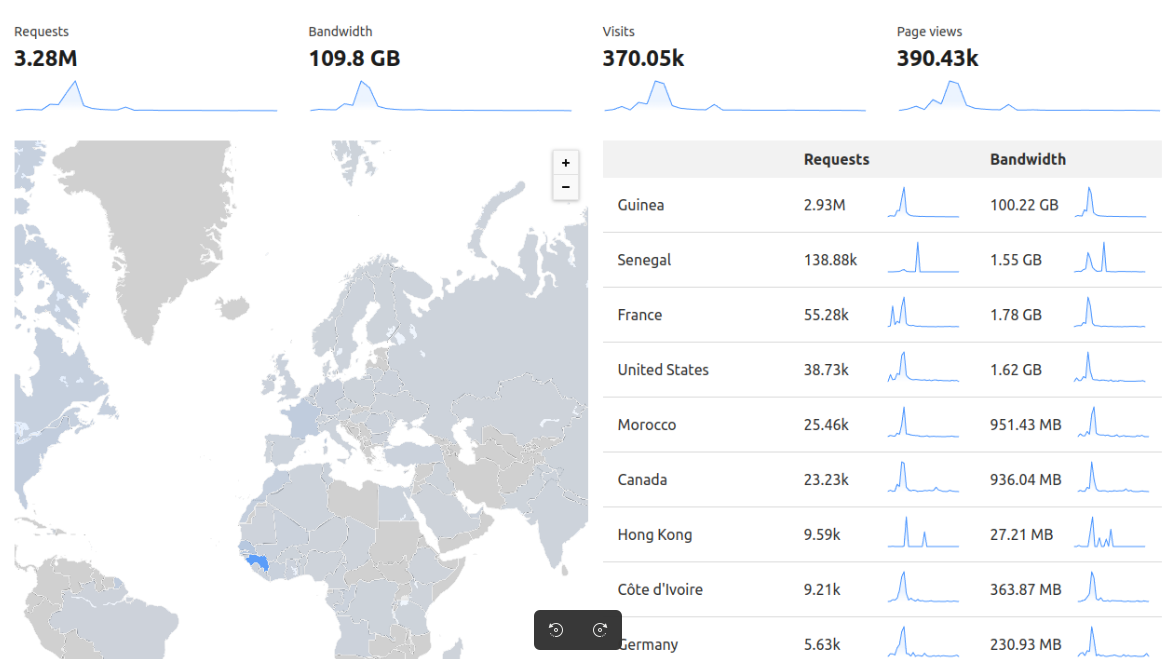 Requests
Bandwidth
Visits
Page views
3.28M
109.8 GB
370.05k
390.43k
+
−
Requests Bandwidth
Guinea 2.93M 100.22 GB
Senegal 138.88k 1.55 GB
France 55.28k 1.78 GB
United States 38.73k 1.62 GB
Morocco 25.46k 951.43 MB
Canada 23.23k 936.04 MB
Hong Kong 9.59k 27.21 MB
Côte d'Ivoire 9.21k 363.87 MB
Germany 5.63k 230.93 MB